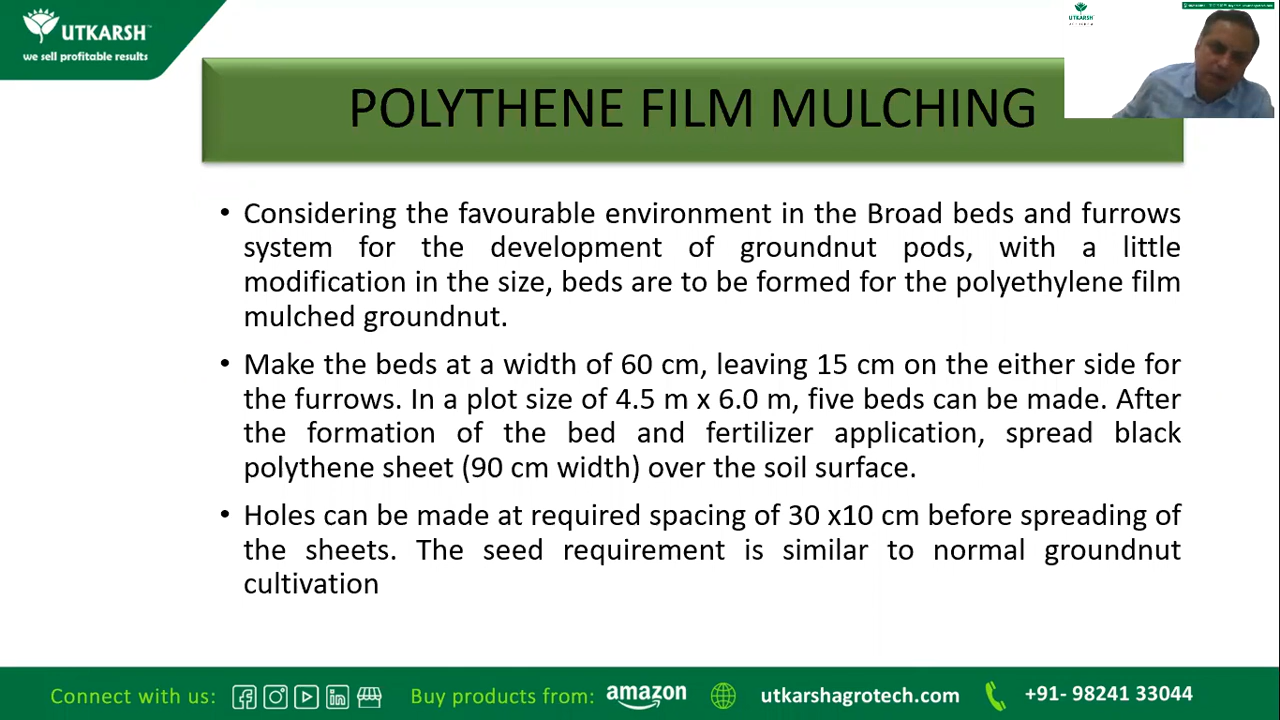 UTKARSH
we sell profitable results
UTKARSH
POLYTHENE FILM MULCHING
• Considering the favourable environment in the Broad beds and furrows
system for the development of groundnut pods, with a little
modification in the size, beds are to be formed for the polyethylene film
mulched groundnut.
• Make the beds at a width of 60 cm, leaving 15 cm on the either side for
the furrows. In a plot size of 4.5 m x 6.0 m, five beds can be made. After
the formation of the bed and fertilizer application, spread black
polythene sheet (90 cm width) over the soil surface.
• Holes can be made at required spacing of 30 x10 cm before spreading of
the sheets. The seed requirement is similar to normal groundnut
cultivation
Connect with us: Buy products from: amazon utkarshagrotech.com +91- 98241 33044